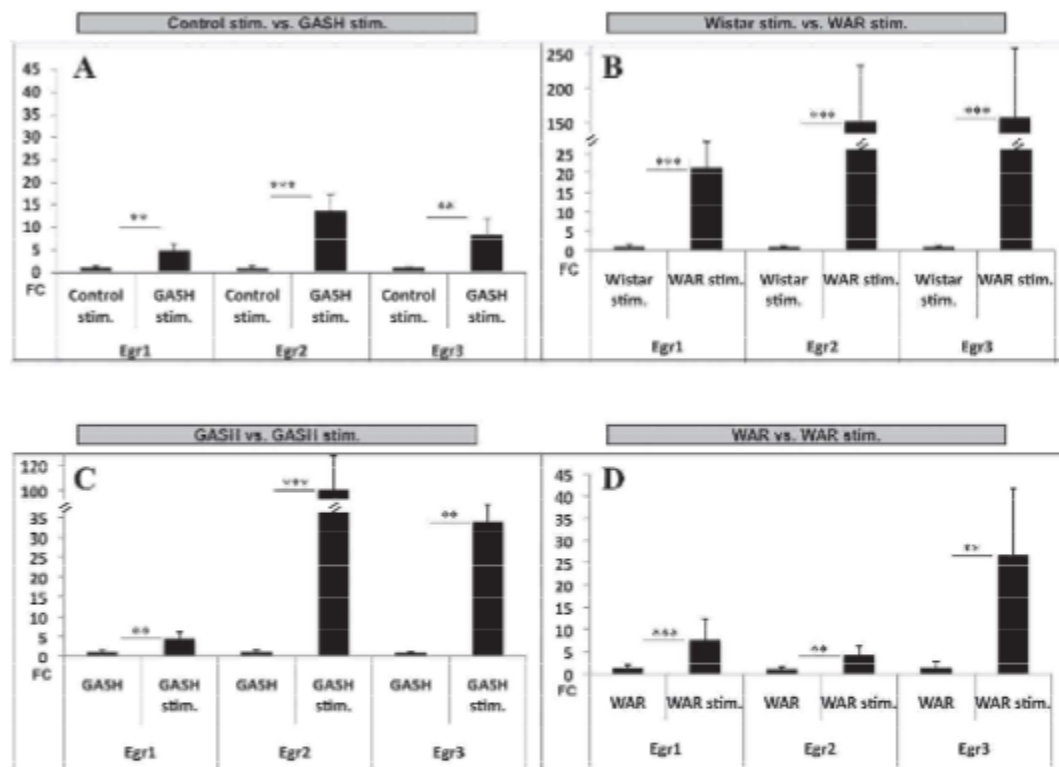 Control stim. vs. GASH stim.
A
45
40
35
30
25
20
15
10
5
0
FC
**
***
**
Control stim.
GASH stim.
Control stim.
GASH stim.
Control stim.
GASH stim.
Egr1
Egr2
Egr3
Wistar stim. vs. WAR stim.
B
250
200
150
25
20
15
10
5
0
FC
***
***
***
Wistar stim.
WAR stim.
Wistar stim.
WAR stim.
Wistar stim.
WAR stim.
Egr1
Egr2
Egr3
GASH vs. GASH stim.
C
120
100
35
30
25
20
15
10
5
0
FC
**
***
**
GASH
GASH stim.
GASH
GASH stim.
GASH
GASH stim.
Egr1
Egr2
Egr3
WAR vs. WAR stim.
D
45
40
35
30
25
20
15
10
5
0
FC
***
**
**
WAR
WAR stim.
WAR
WAR stim.
WAR
WAR stim.
Egr1
Egr2
Egr3